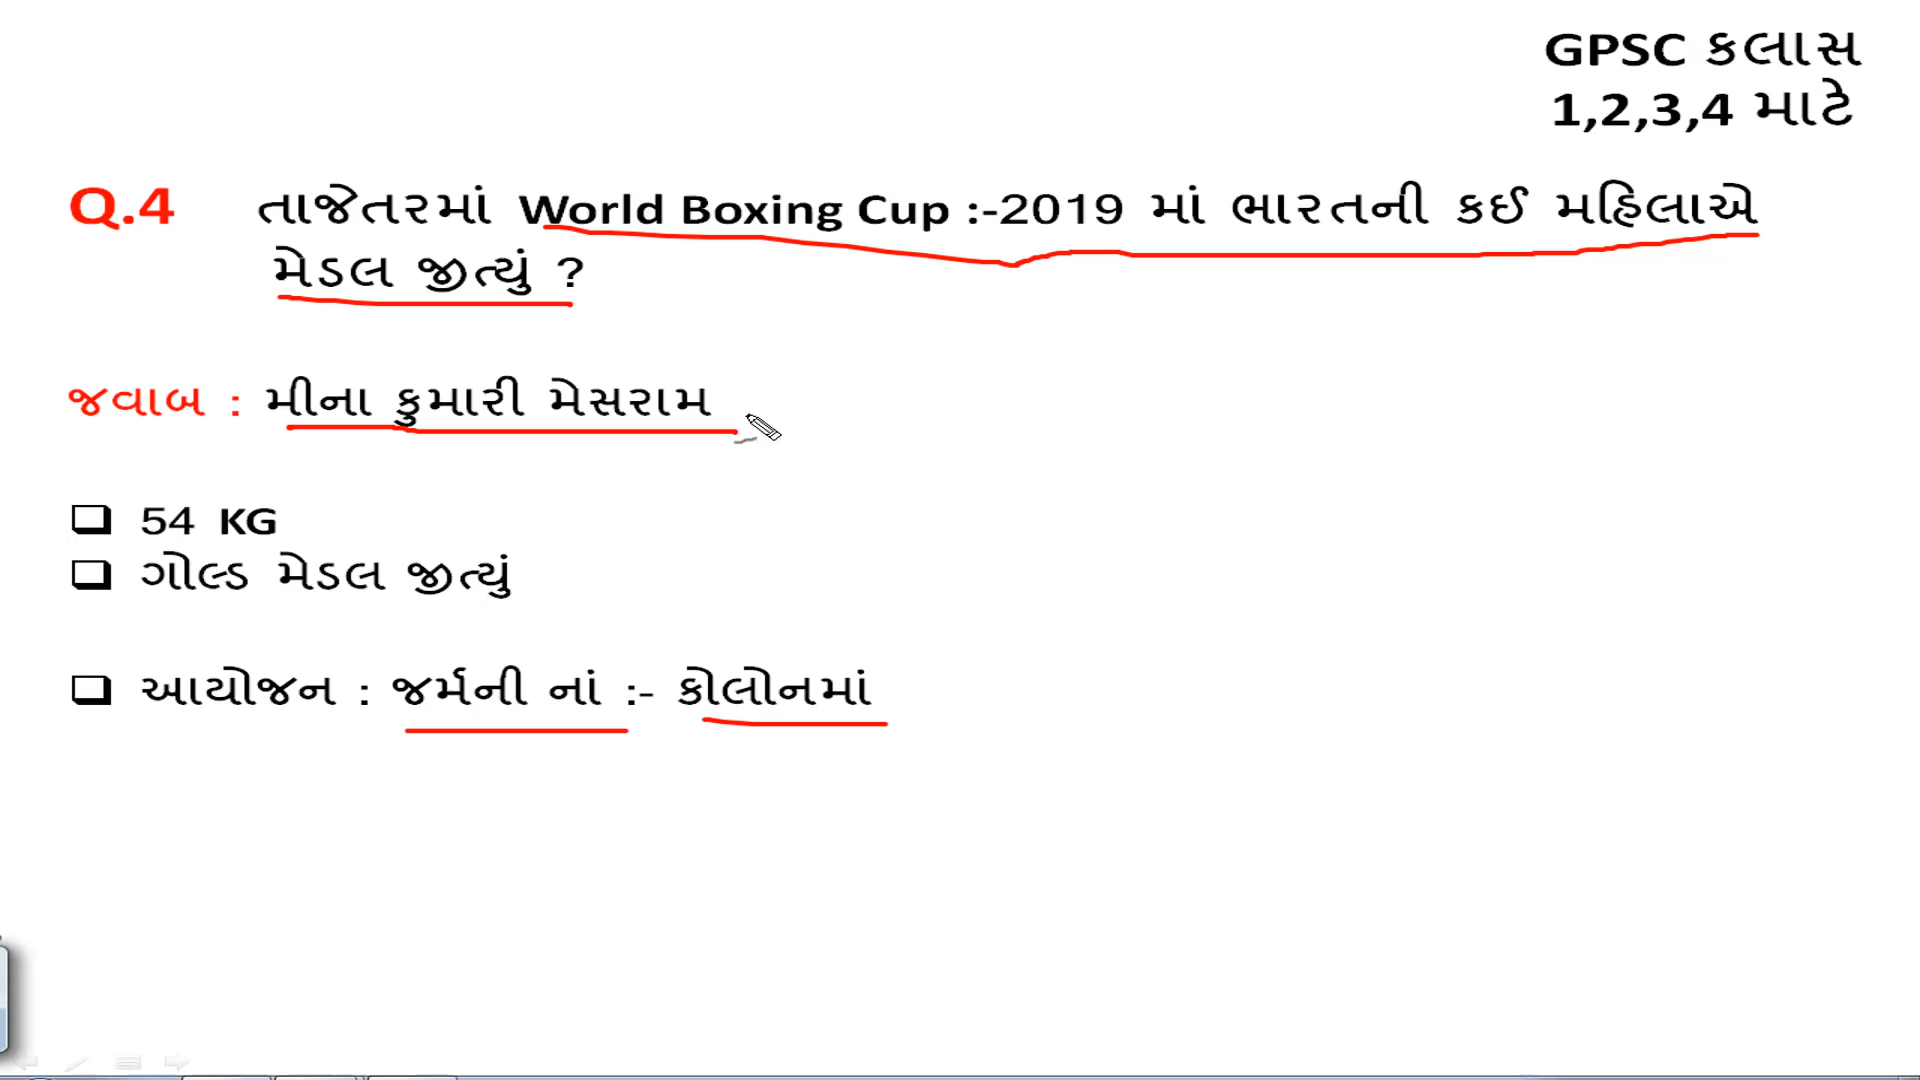 GPSC કલાસ
1,2,3,4 માટે
Q.4 તાજેતરમાં World Boxing Cup :-2019 માં ભારતની કઈ મહિલાએ
મેડલ જીત્યું ?
જવાબ : મીના કુમારી મેસરામ
54 KG
ગોલ્ડ મેડલ જીત્યું
આયોજન : જર્મની નાં :- કોલોનમાં